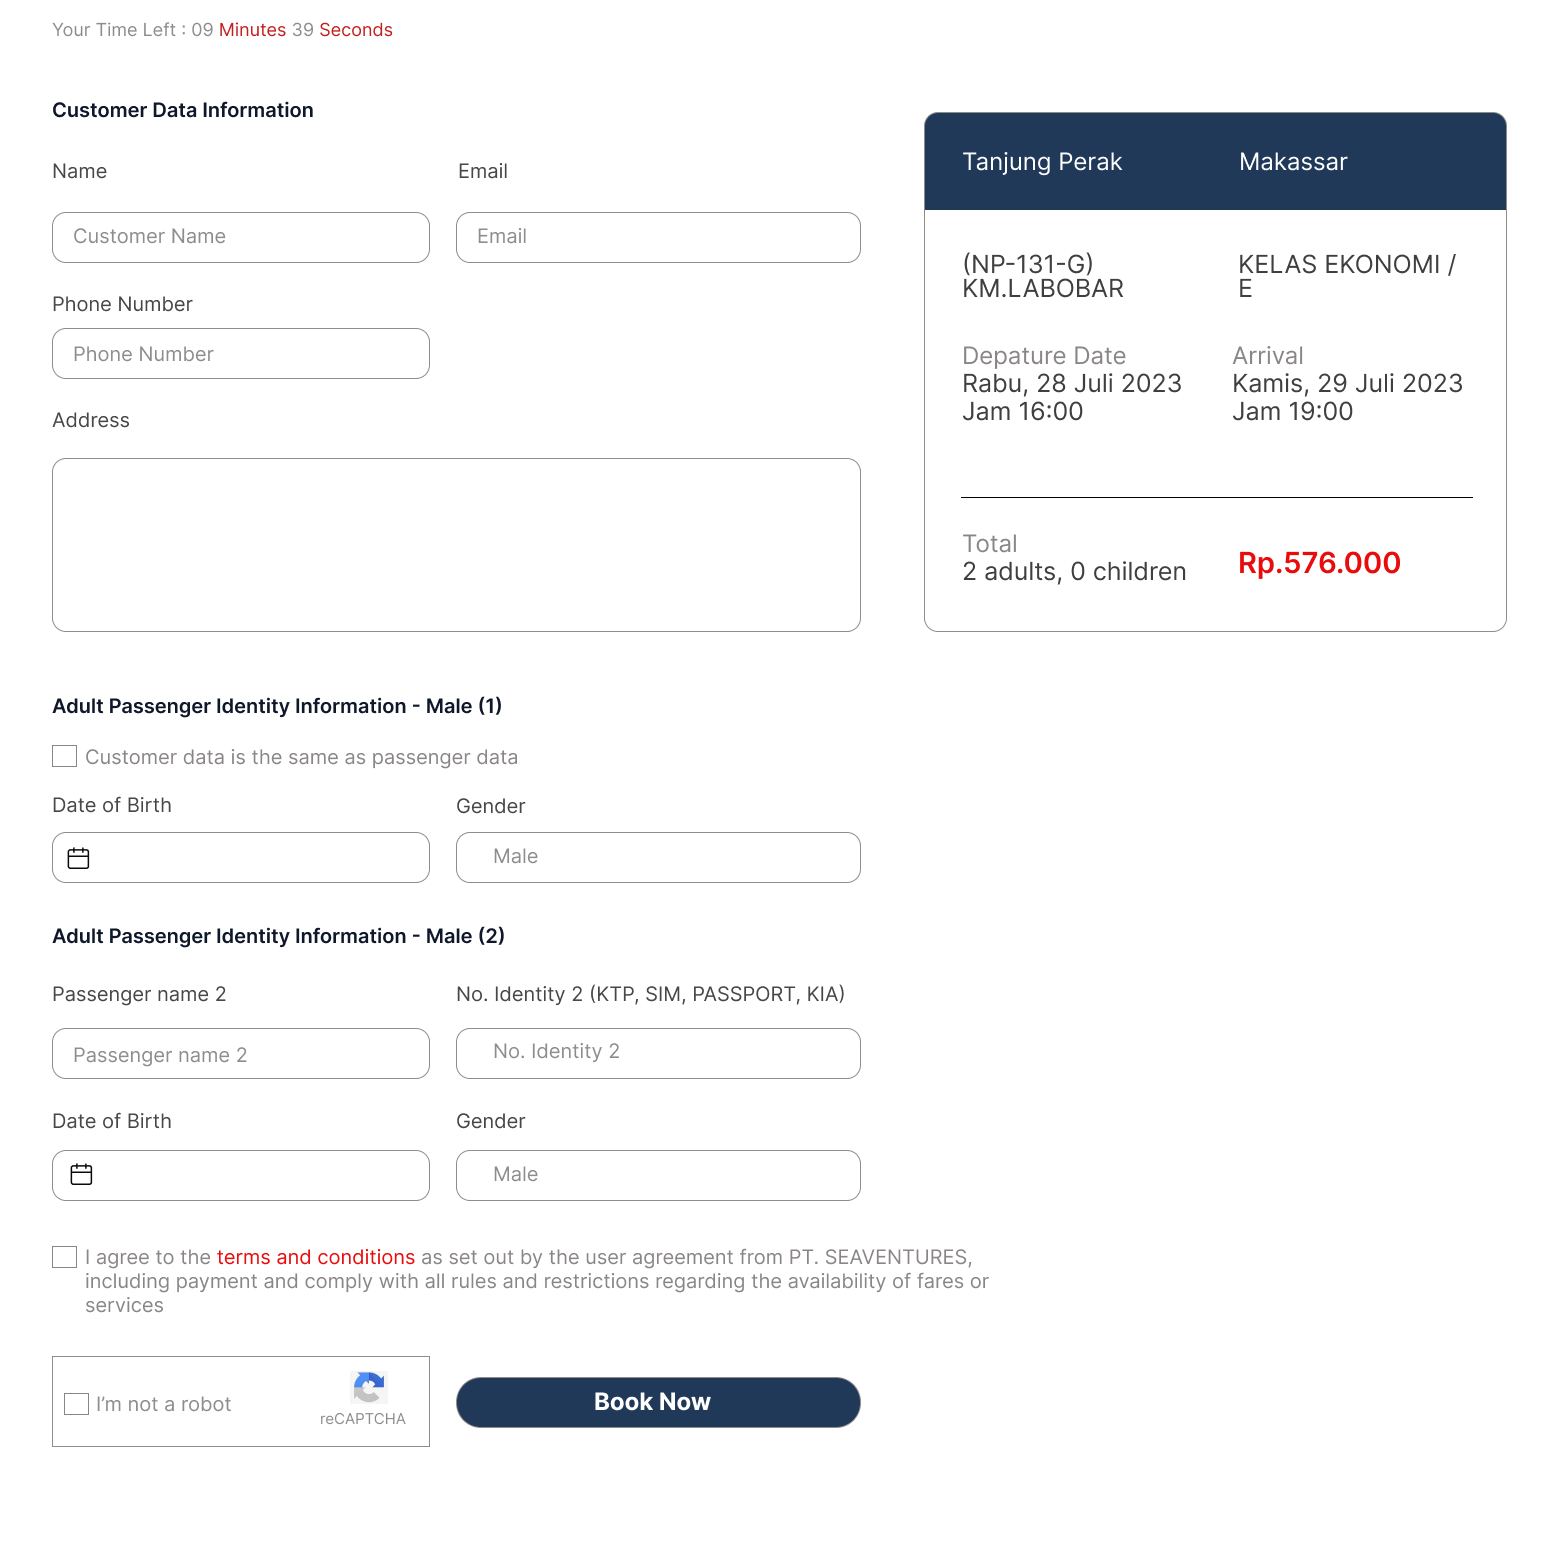 Your Time Left : 09 Minutes 39 Seconds
Customer Data Information
Name
Email
Customer Name
Email
Phone Number
Phone Number
Address
Tanjung Perak
Makassar
(NP-131-G)
KM.LABOBAR
KELAS EKONOMI /
E
Depature Date
Rabu, 28 Juli 2023
Jam 16:00
Arrival
Kamis, 29 Juli 2023
Jam 19:00
Total
2 adults, 0 children
Rp.576.000
Adult Passenger Identity Information - Male (1)
Customer data is the same as passenger data
Date of Birth
Gender
Male
Adult Passenger Identity Information - Male (2)
Passenger name 2
No. Identity 2 (KTP, SIM, PASSPORT, KIA)
Passenger name 2
No. Identity 2
Date of Birth
Gender
Male
I agree to the terms and conditions as set out by the user agreement from PT. SEAVENTURES,
including payment and comply with all rules and restrictions regarding the availability of fares or
services
I’m not a robot
reCAPTCHA
Book Now